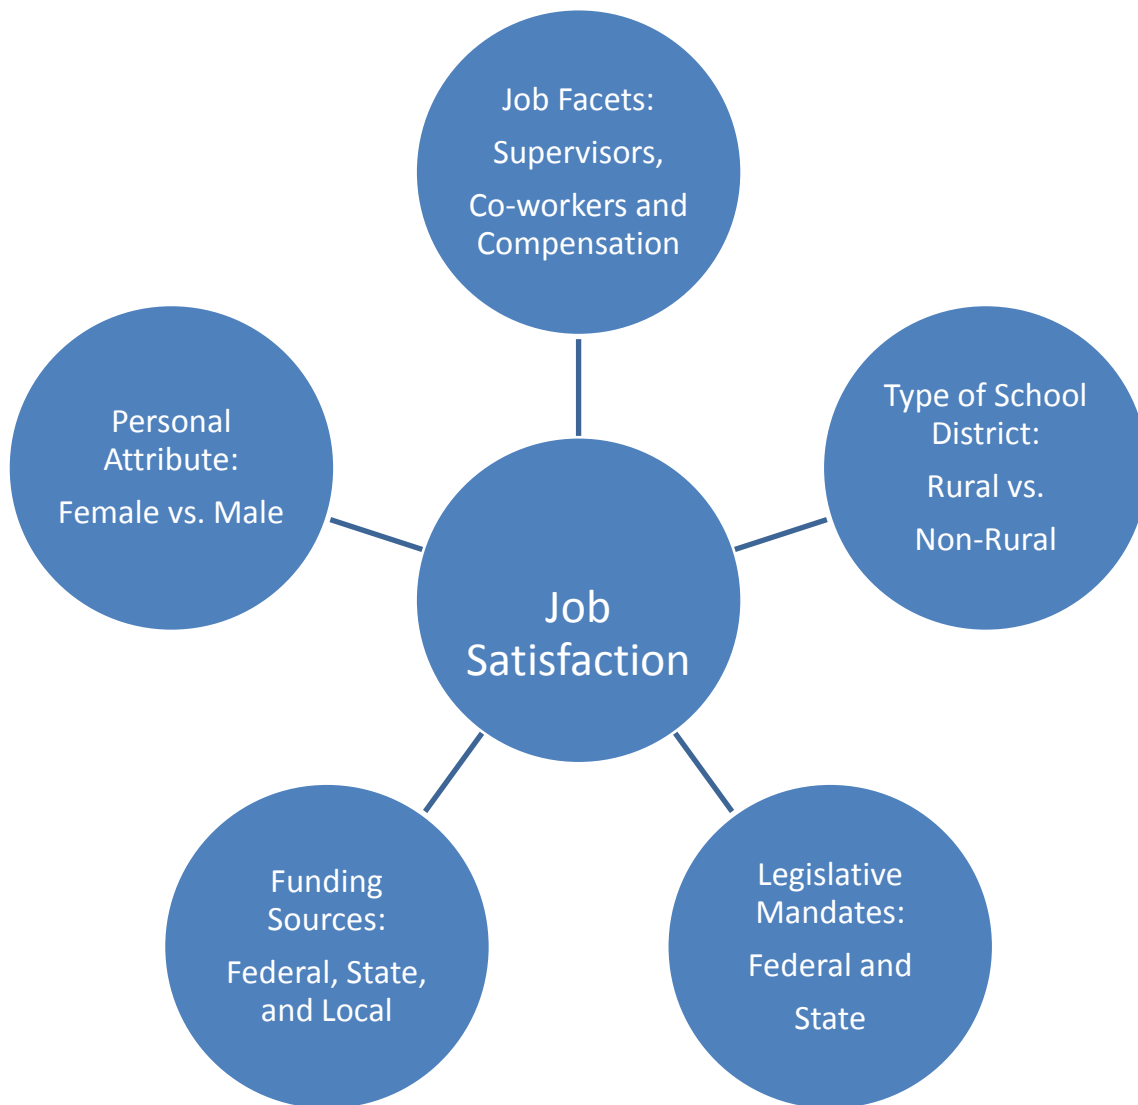 Job Facets:
Supervisors,
Co-workers and
Compensation
Personal
Attribute:
Female vs. Male
Type of School
District:
Rural vs.
Non-Rural
Job
Satisfaction
Funding
Sources:
Federal, State,
and Local
Legislative
Mandates:
Federal and
State